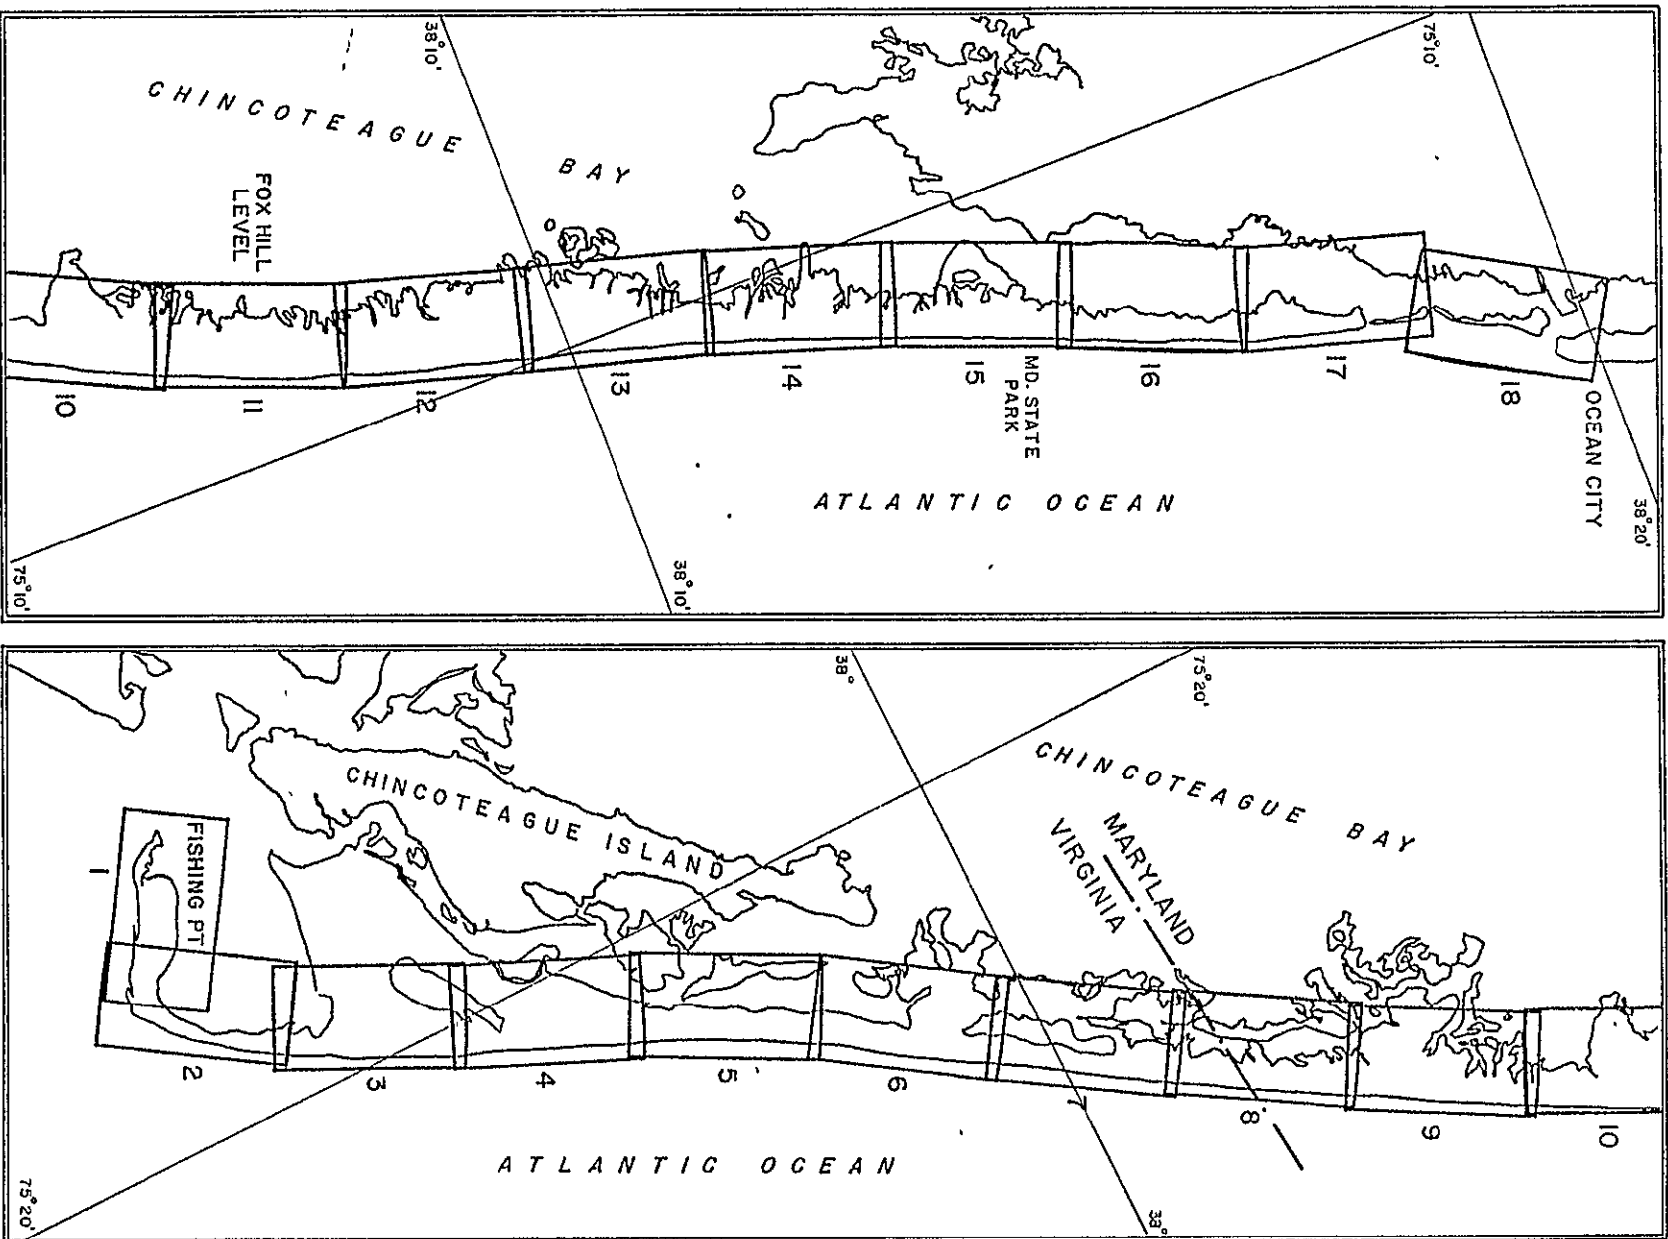 38°10'
75°10'
CHINCOTEAGUE
BAY
FOX HILL
LEVEL
10
11
12
13
14
15
16
17
18
MD. STATE
PARK
OCEAN CITY
ATLANTIC OCEAN
38°20'
75°10'
38°10'
38°
75°20'
CHINCOTEAGUE BAY
CHINCOTEAGUE ISLAND
MARYLAND
VIRGINIA
FISHING PT
1
2
3
4
5
6
7
8
9
10
ATLANTIC OCEAN
75°20'
38°